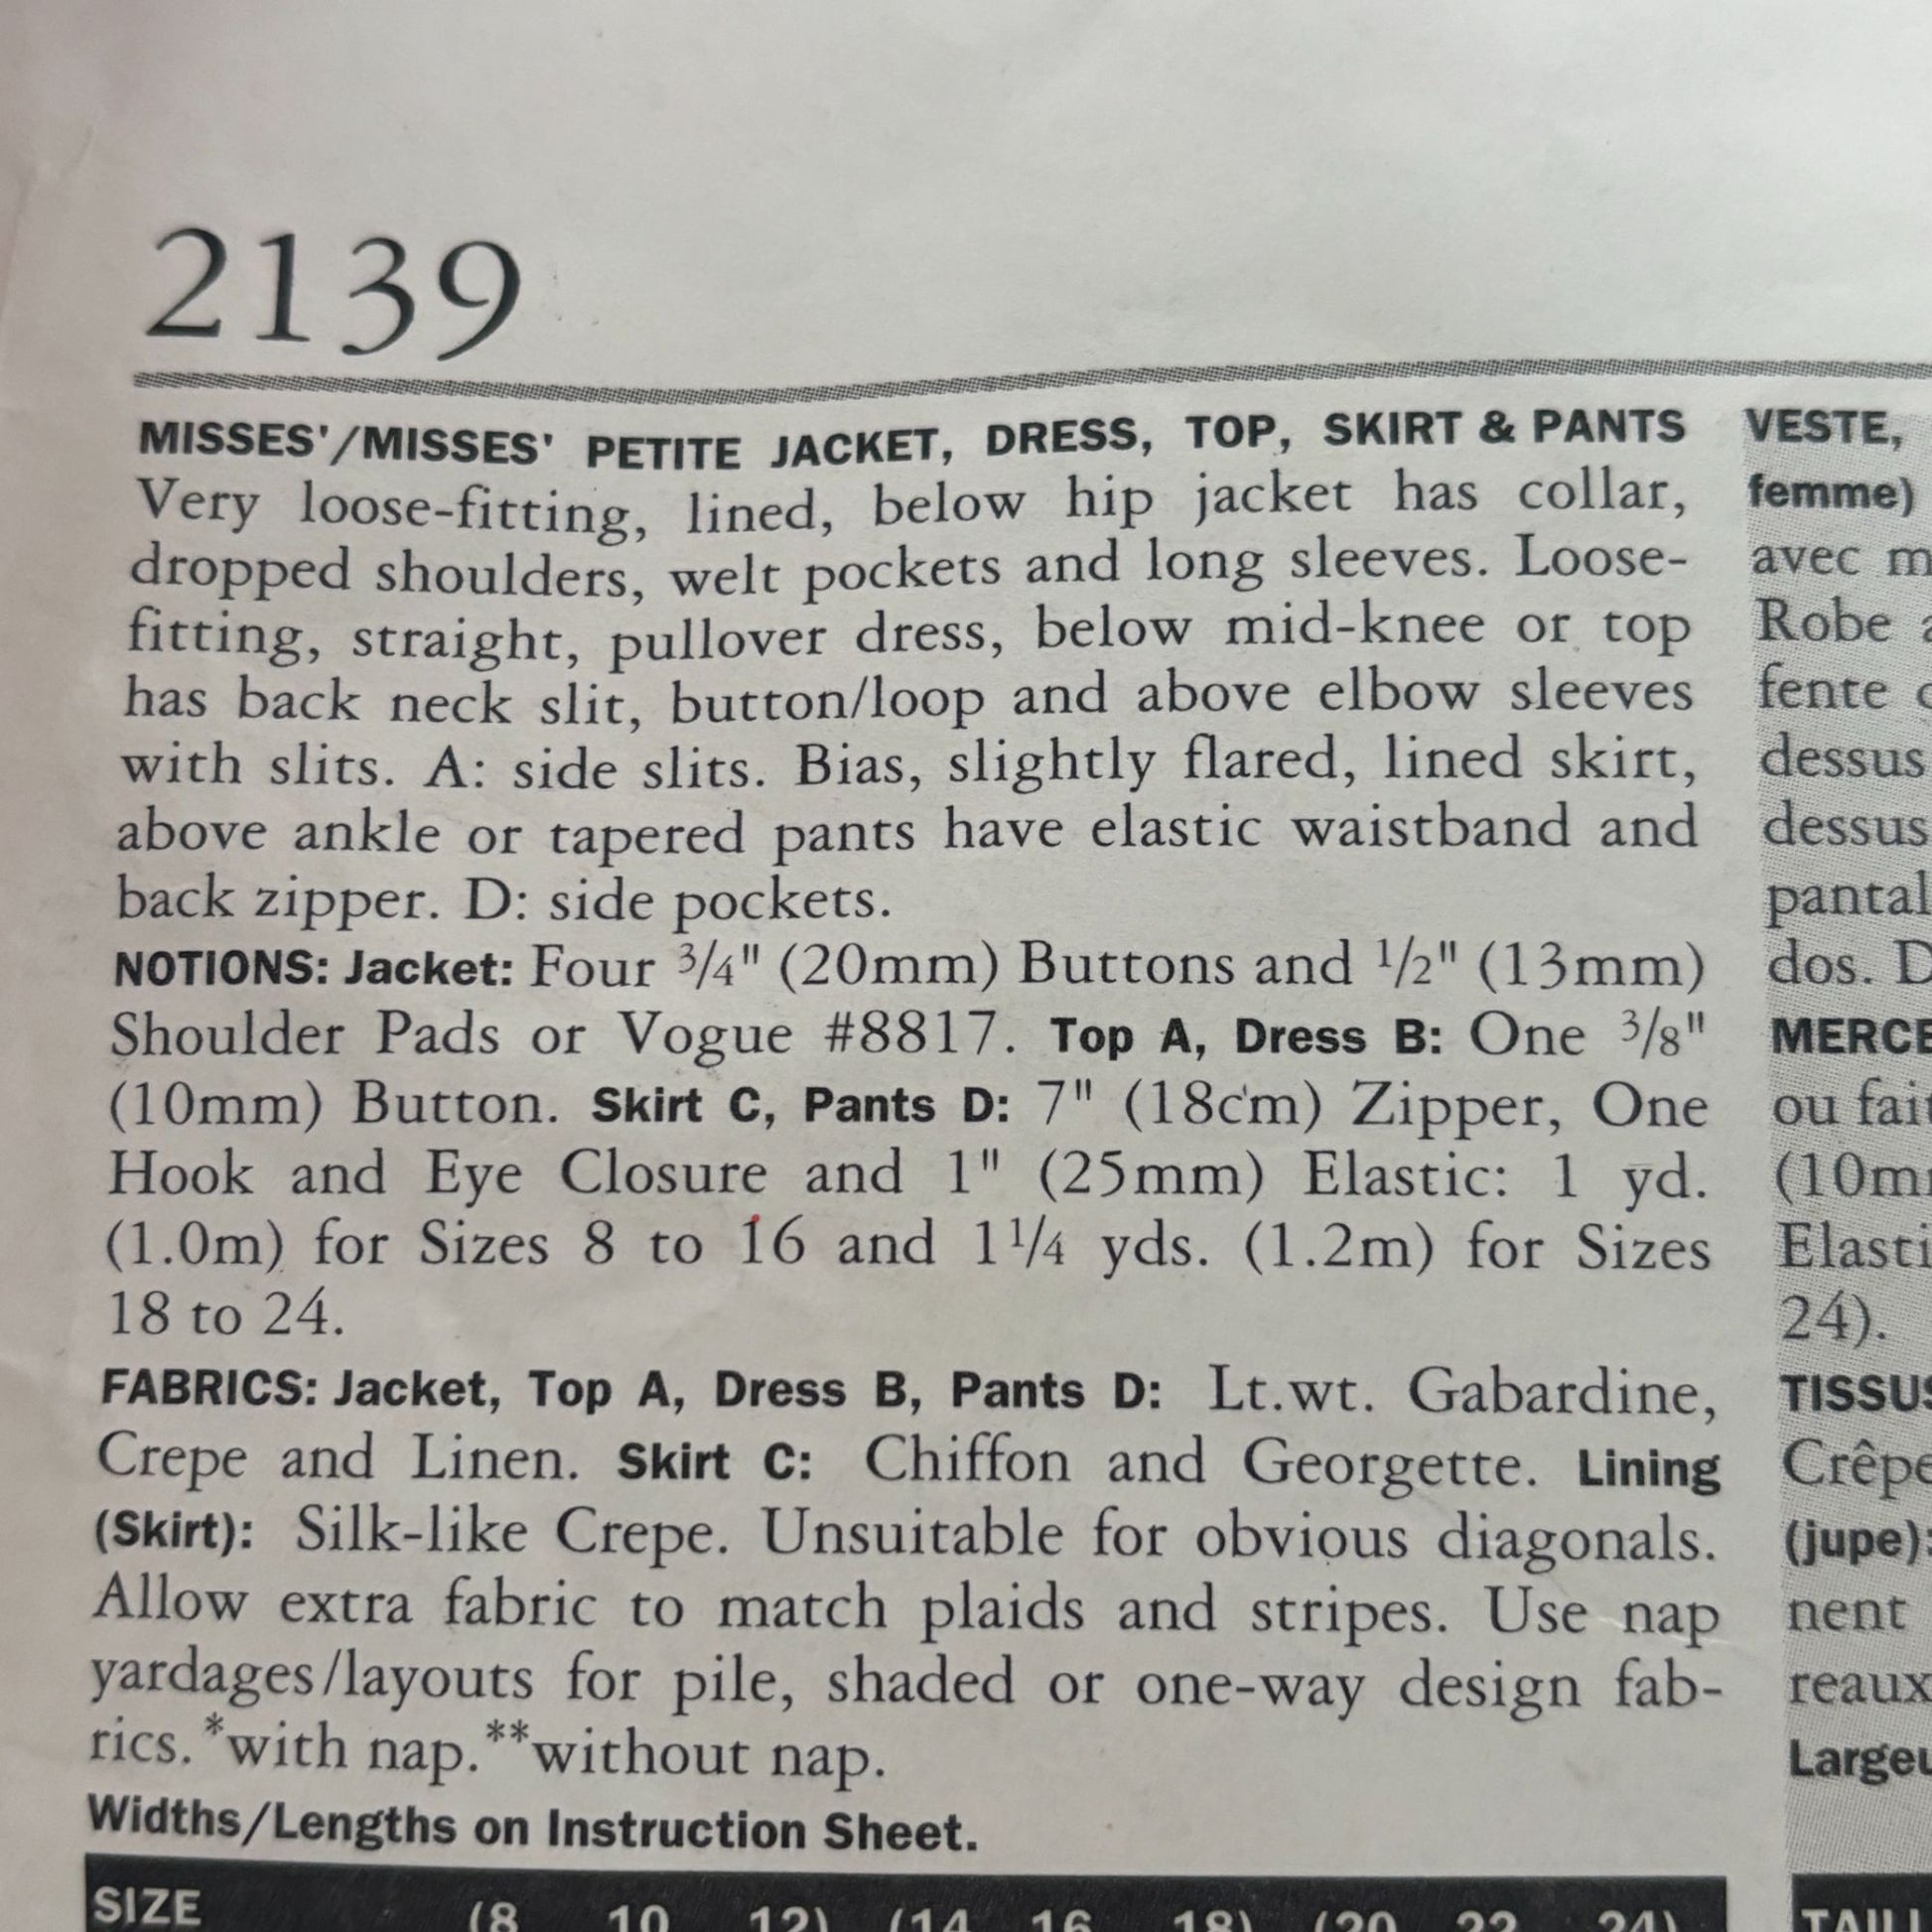 2139
MISSES'/MISSES' PETITE JACKET, DRESS, TOP, SKIRT & PANTS
Very loose-fitting, lined, below hip jacket has collar,
dropped shoulders, welt pockets and long sleeves. Loose-
fitting, straight, pullover dress, below mid-knee or top
has back neck slit, button/loop and above elbow sleeves
with slits. A: side slits. Bias, slightly flared, lined skirt,
above ankle or tapered pants have elastic waistband and
back zipper. D: side pockets.
NOTIONS: Jacket: Four 3/4" (20mm) Buttons and 1/2" (13mm)
Shoulder Pads or Vogue #8817. Top A, Dress B: One 3/8"
(10mm) Button. Skirt C, Pants D: 7" (18cm) Zipper, One
Hook and Eye Closure and 1" (25mm) Elastic: 1 yd.
(1.0m) for Sizes 8 to 16 and 1 1/4 yds. (1.2m) for Sizes
18 to 24.
FABRICS: Jacket, Top A, Dress B, Pants D: Lt.wt. Gabardine,
Crepe and Linen. Skirt C: Chiffon and Georgette. Lining
(Skirt): Silk-like Crepe. Unsuitable for obvious diagonals.
Allow extra fabric to match plaids and stripes. Use nap
yardages/layouts for pile, shaded or one-way design fab-
rics. *with nap. **without nap.
Widths/Lengths on Instruction Sheet.
SIZE (8 10 12) (14 16 18) (20 22 24)
VESTE,
femme)
avec
Robe
fente
dessus
dessus
dos.
ou
24).
(jupe):
nent